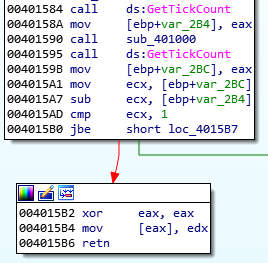 00401584 call ds:GetTickCount
0040158A mov [ebp+var_2B4], eax
00401590 call sub_401000
00401595 call ds:GetTickCount
0040159B mov [ebp+var_2BC], eax
004015A1 mov ecx, [ebp+var_2BC]
004015A7 sub ecx, [ebp+var_2B4]
004015AD cmp ecx, 1
004015B0 jbe short loc_4015B7
004015B2 xor eax, eax
004015B4 mov [eax], edx
004015B6 retn